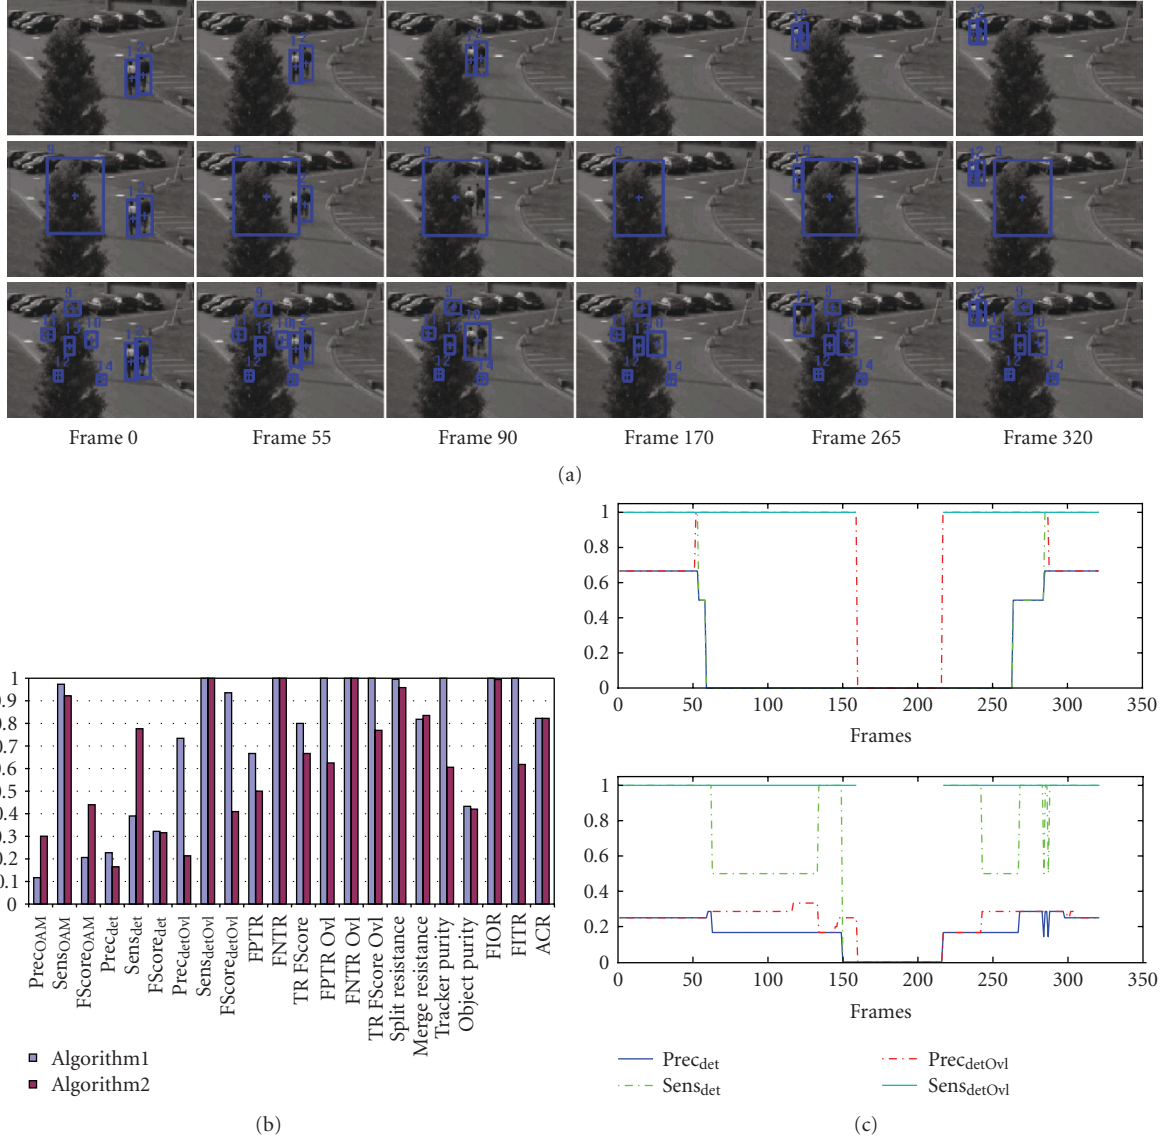 Frame 0 Frame 55 Frame 90 Frame 170 Frame 265 Frame 320
(a)
1
0.9
0.8
0.7
0.6
0.5
0.4
0.3
0.2
0.1
0
PrecOAM
SensOAM
FScoreOAM
Precdet
Sensdet
FScoredet
PrecdetOvl
SensdetOvl
FScoredetOvl
FPTR
FNTR
TR FScore
FPTR Ovl
FNTR Ovl
TR FScore Ovl
Split resistance
Merge resistance
Tracker purity
Object purity
FIOR
FITR
ACR
Algorithm1
Algorithm2
(b)
1
0.8
0.6
0.4
0.2
0
0 50 100 150 200 250 300 350
Frames
1
0.8
0.6
0.4
0.2
0
0 50 100 150 200 250 300 350
Frames
Precdet
Sensdet
PrecdetOvl
SensdetOvl
(c)